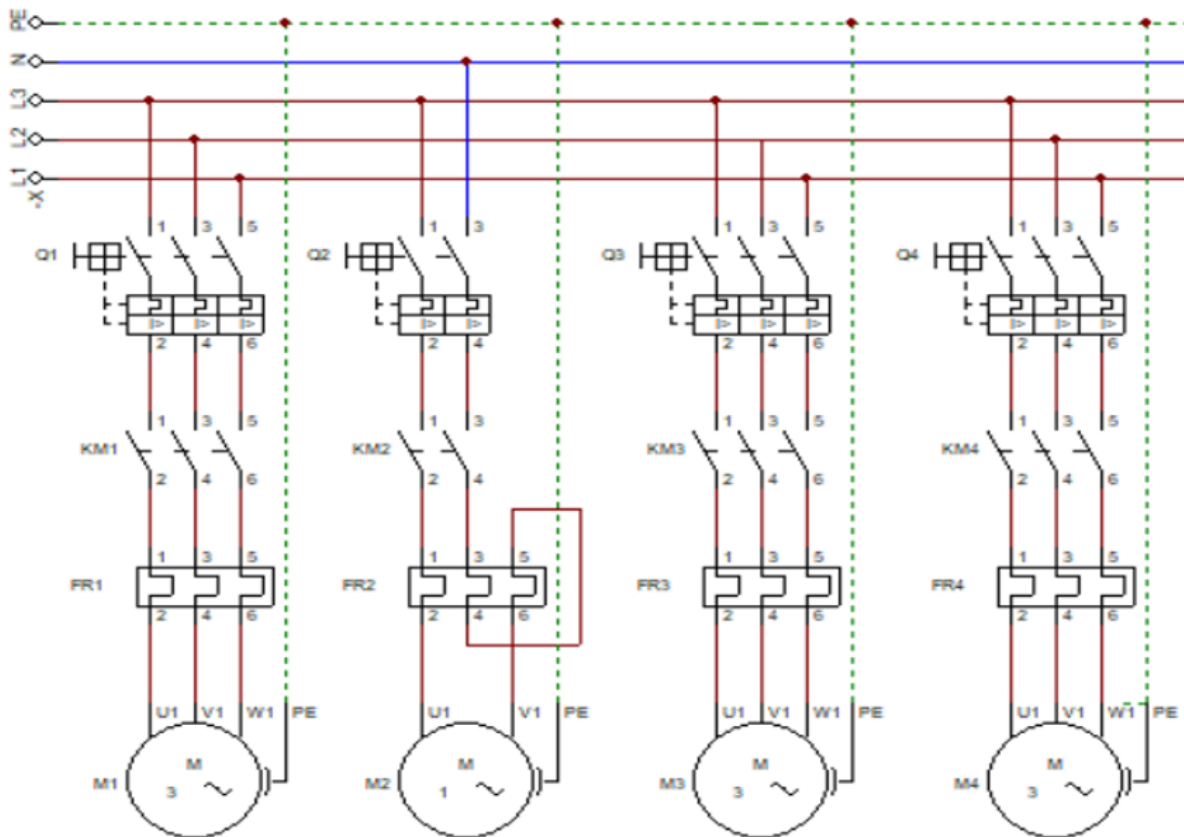 PE
N
L3
L2
L1
-X
1 3 5 1 3 1 3 5 1 3 5
Q1 Q2 Q3 Q4
I> I> I> I> I> I> I> I> I> I> I>
2 4 6 2 4 2 4 6 2 4 6
1 3 5 1 3 1 3 5 1 3 5
KM1 KM2 KM3 KM4
2 4 6 2 4 2 4 6 2 4 6
1 3 5 1 3 5 1 3 5 1 3 5
FR1 FR2 FR3 FR4
2 4 6 2 4 6 2 4 6 2 4 6
U1 V1 W1 PE U1 V1 PE U1 V1 W1 PE U1 V1 W1 PE
M M M M
M1 M2 M3 M4
3 1 3 3